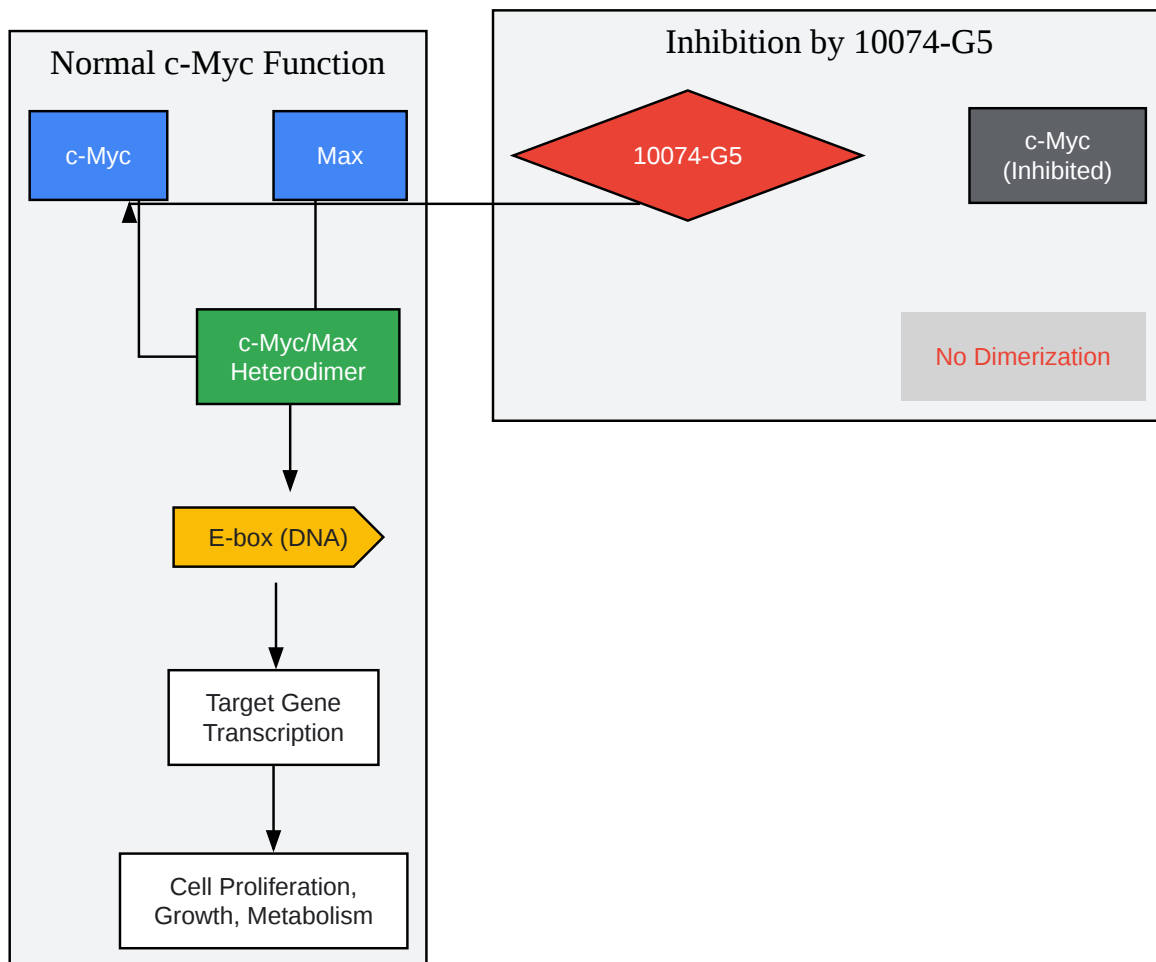 Normal c-Myc Function
c-Myc
Max
c-Myc/Max
Heterodimer
E-box (DNA)
Target Gene
Transcription
Cell Proliferation,
Growth, Metabolism
Inhibition by 10074-G5
10074-G5
c-Myc
(Inhibited)
No Dimerization